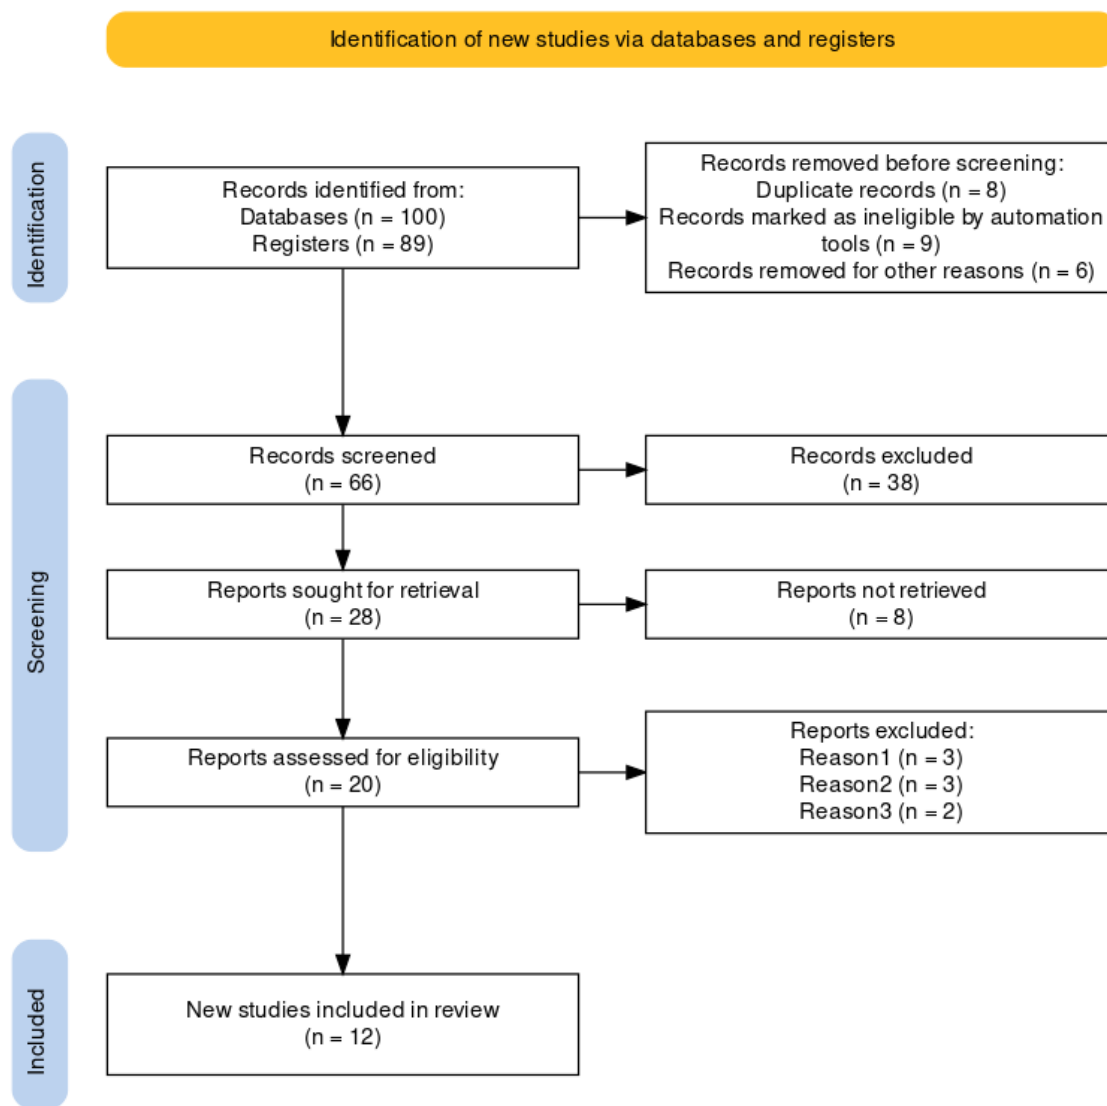 Identification of new studies via databases and registers
Identification
Records identified from:
Databases (n = 100)
Registers (n = 89)
Records removed before screening:
Duplicate records (n = 8)
Records marked as ineligible by automation
tools (n = 9)
Records removed for other reasons (n = 6)
Screening
Records screened
(n = 66)
Records excluded
(n = 38)
Reports sought for retrieval
(n = 28)
Reports not retrieved
(n = 8)
Reports assessed for eligibility
(n = 20)
Reports excluded:
Reason1 (n = 3)
Reason2 (n = 3)
Reason3 (n = 2)
Included
New studies included in review
(n = 12)